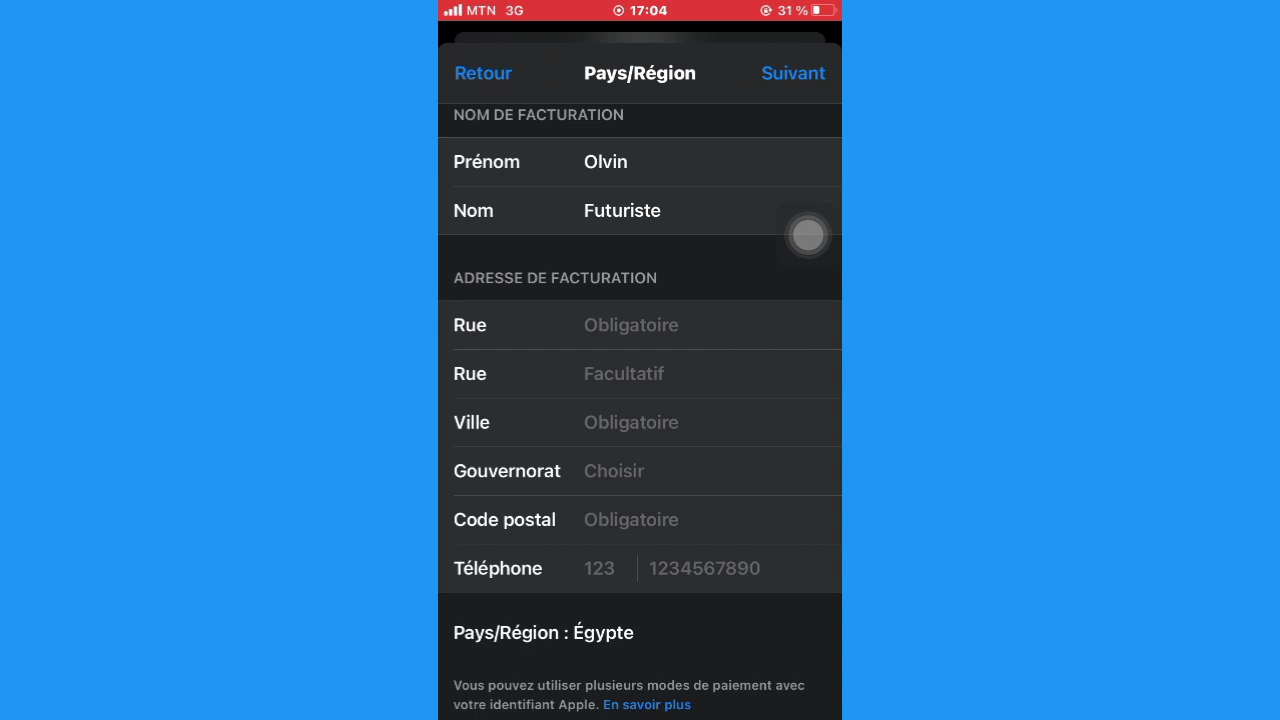 MTN 3G 17:04 31 %
Retour Pays/Région Suivant
NOM DE FACTURATION
Prénom Olvin
Nom Futuriste
ADRESSE DE FACTURATION
Rue Obligatoire
Rue Facultatif
Ville Obligatoire
Gouvernorat Choisir
Code postal Obligatoire
Téléphone 123 1234567890
Pays/Région : Égypte
Vous pouvez utiliser plusieurs modes de paiement avec
votre identifiant Apple. En savoir plus